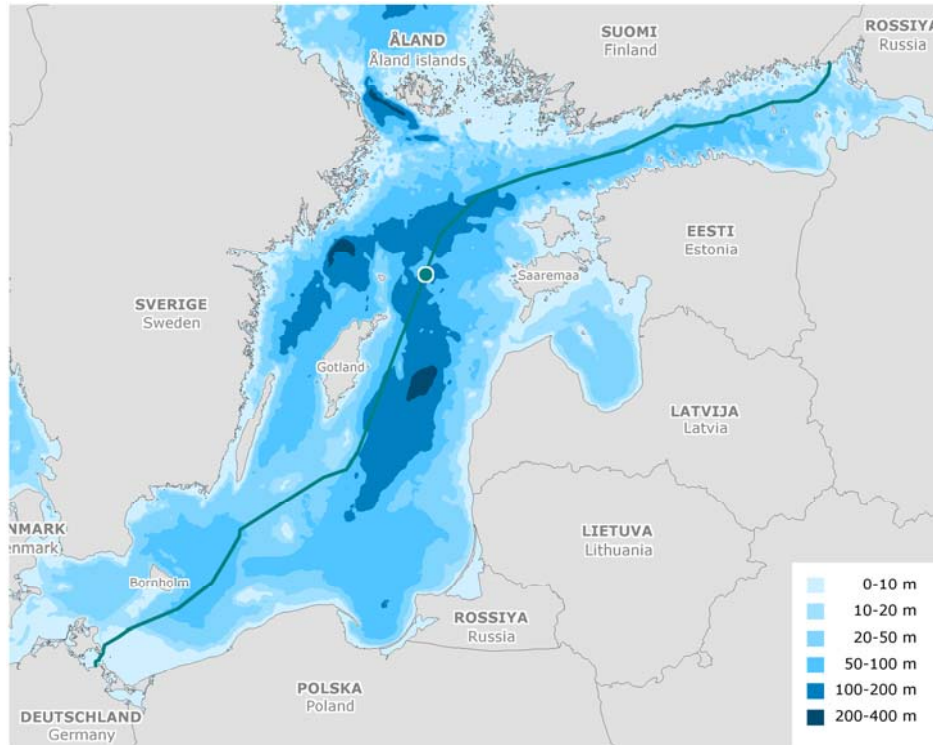 SUOMI
Finland
ROSSIYA
Russia
ÅLAND
Åland islands
EESTI
Estonia
Saaremaa
SVERIGE
Sweden
Gotland
LATVIJA
Latvia
NMARK
enmark
LIETUVA
Lithuania
Bornholm
ROSSIYA
Russia
POLSKA
Poland
DEUTSCHLAND
Germany
0-10 m
10-20 m
20-50 m
50-100 m
100-200 m
200-400 m